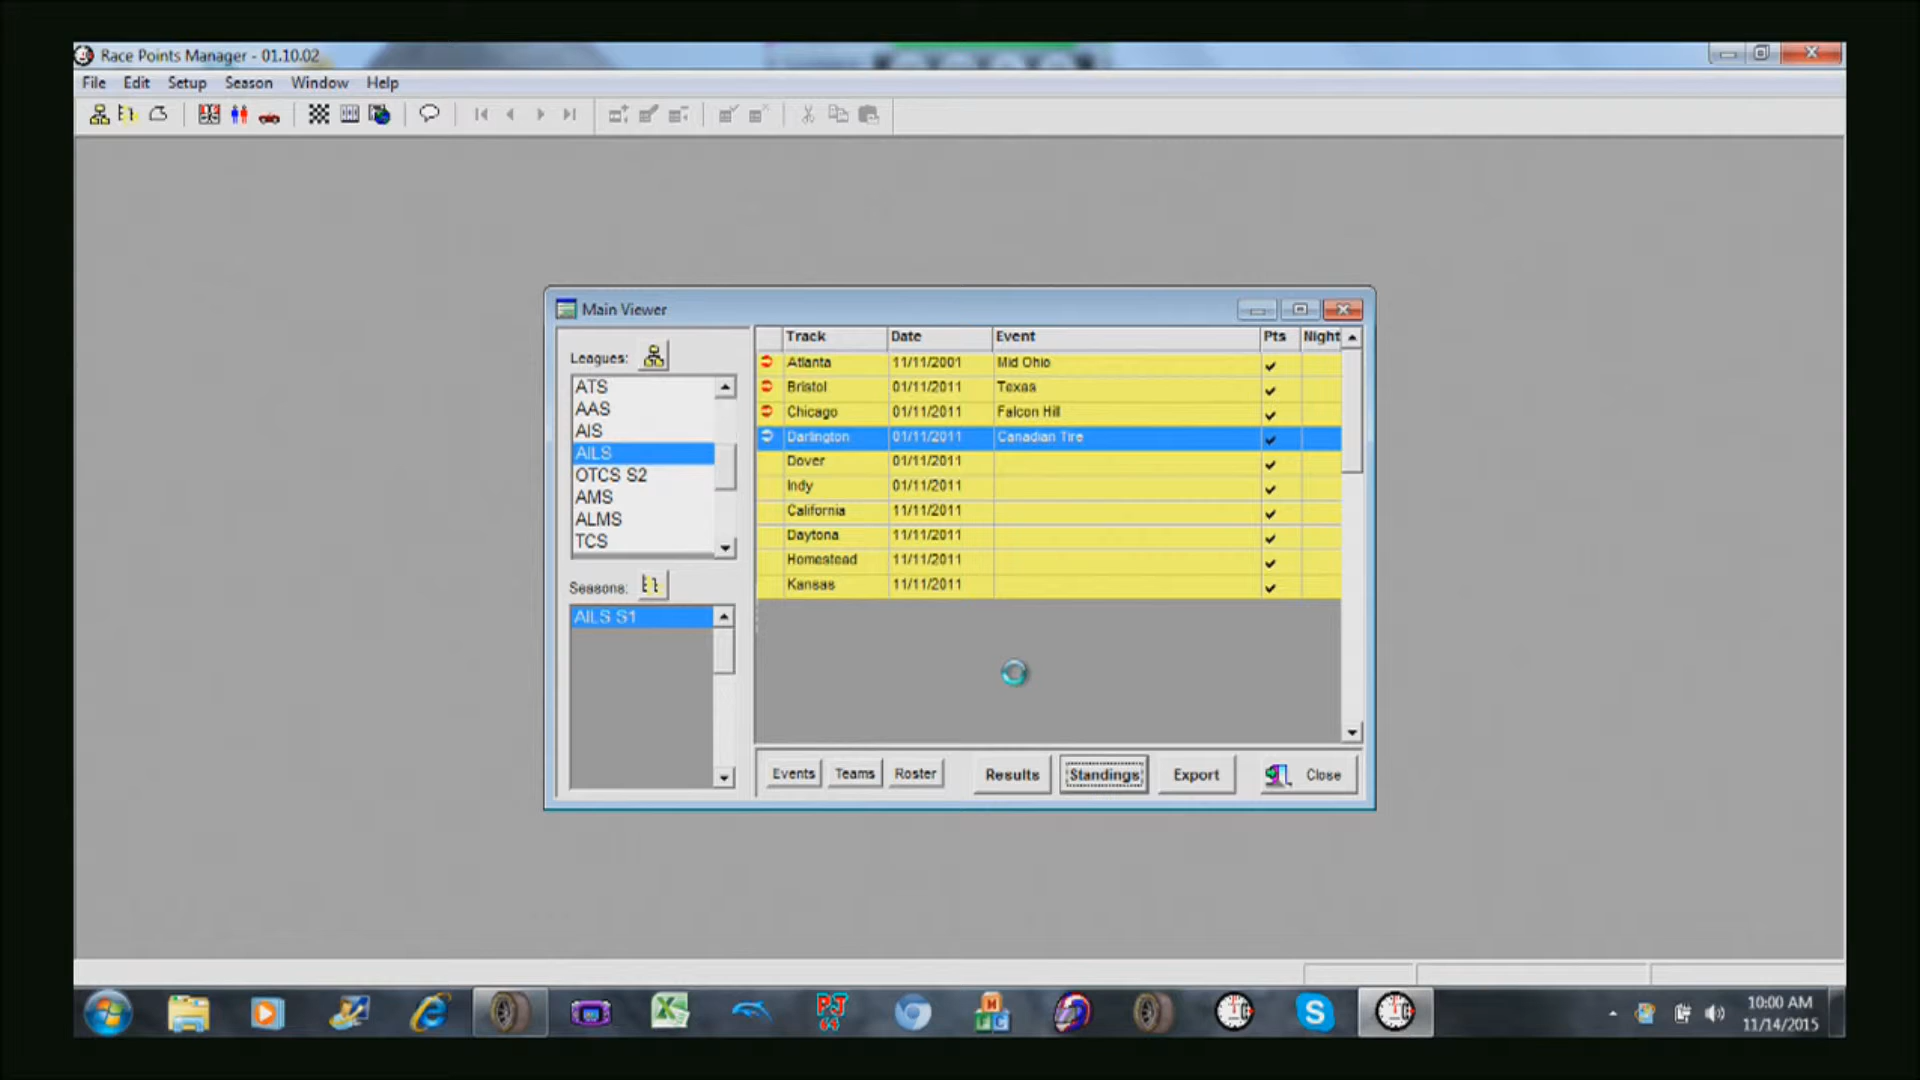 Race Points Manager - 01.10.02
File Edit Setup Season Window Help
Main Viewer
Leagues:
ATS
AAS
AIS
AILS
OTCS S2
AMS
ALMS
TCS
Seasons:
AILS S1
Track Date Event Pts Night
Atlanta 11/11/2001 Mid Ohio
Bristol 01/11/2011 Texas
Chicago 01/11/2011 Falcon Hill
Darlington 01/11/2011 Canadian Tire
Dover 01/11/2011
Indy 01/11/2011
California 11/11/2011
Daytona 11/11/2011
Homestead 11/11/2011
Kansas 11/11/2011
Events Teams Roster Results Standings Export Close
PJ
64
10:00 AM
11/14/2015